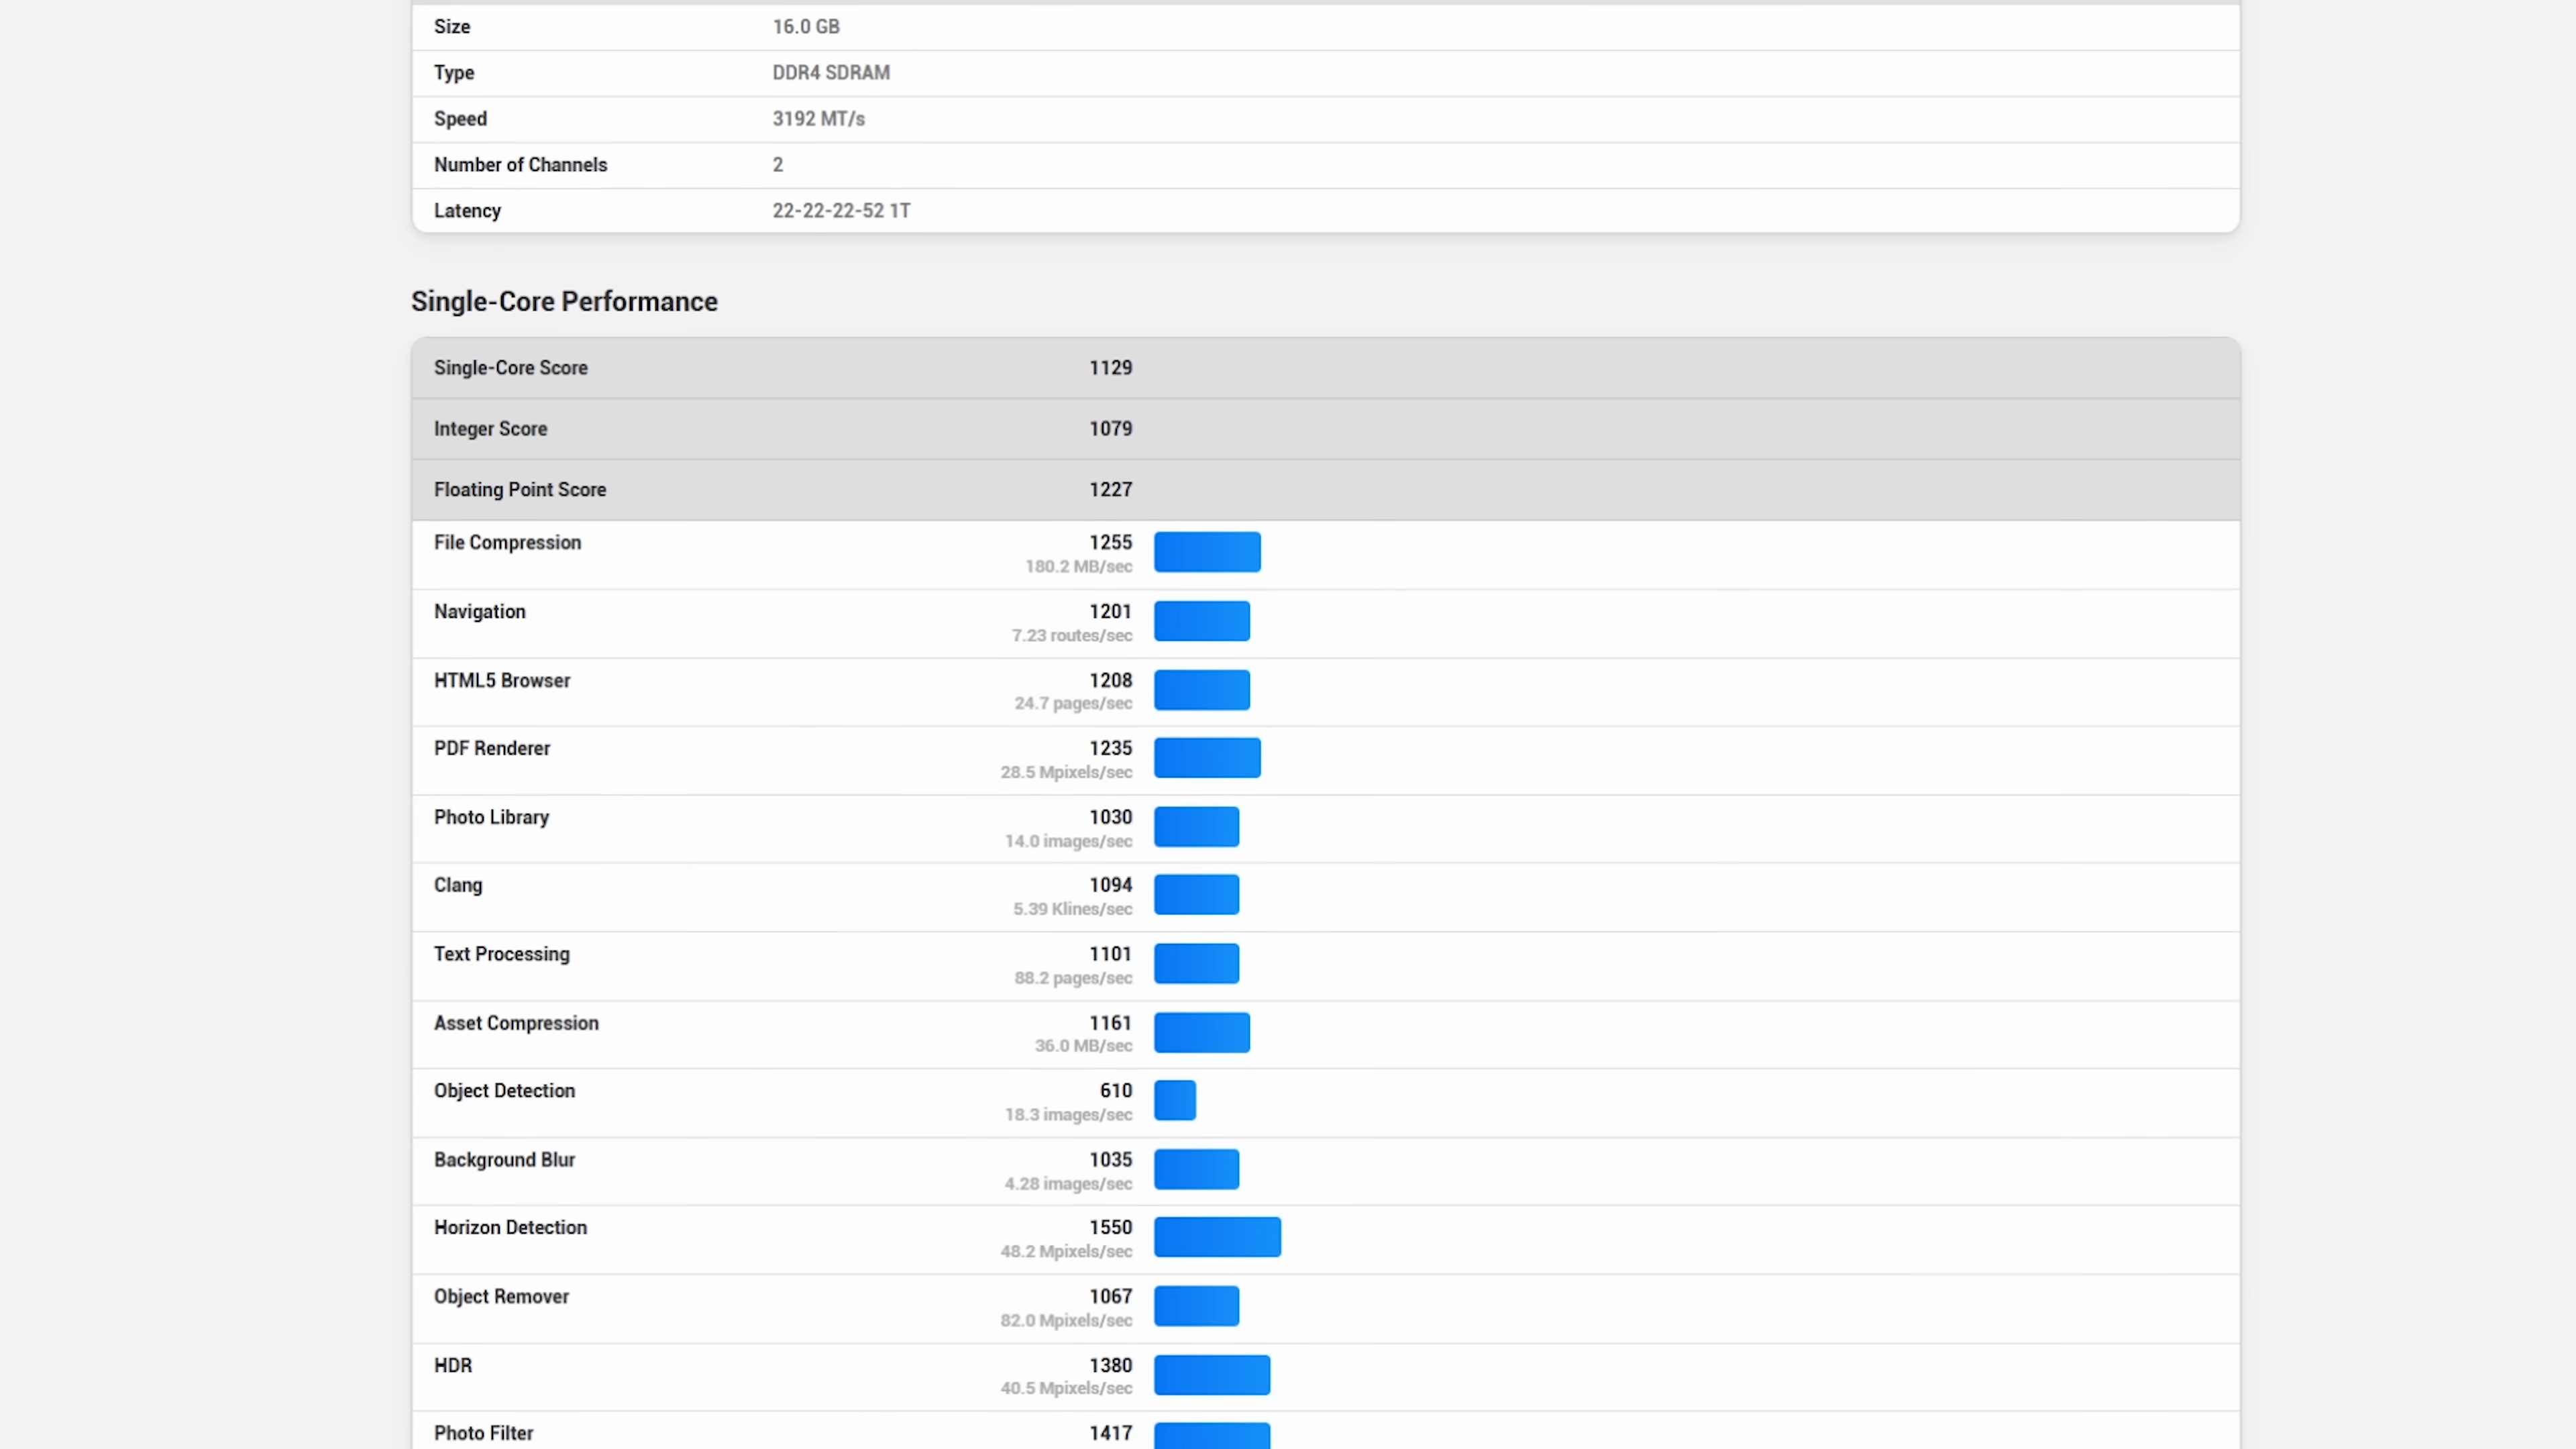 Size 16.0 GB
Type DDR4 SDRAM
Speed 3192 MT/s
Number of Channels 2
Latency 22-22-22-52 1T
Single-Core Performance
Single-Core Score 1129
Integer Score 1079
Floating Point Score 1227
File Compression 1255
180.2 MB/sec
Navigation 1201
7.23 routes/sec
HTML5 Browser 1208
24.7 pages/sec
PDF Renderer 1235
28.5 Mpixels/sec
Photo Library 1030
14.0 images/sec
Clang 1094
5.39 Klines/sec
Text Processing 1101
88.2 pages/sec
Asset Compression 1161
36.0 MB/sec
Object Detection 610
18.3 images/sec
Background Blur 1035
4.28 images/sec
Horizon Detection 1550
48.2 Mpixels/sec
Object Remover 1067
82.0 Mpixels/sec
HDR 1380
40.5 Mpixels/sec
Photo Filter 1417